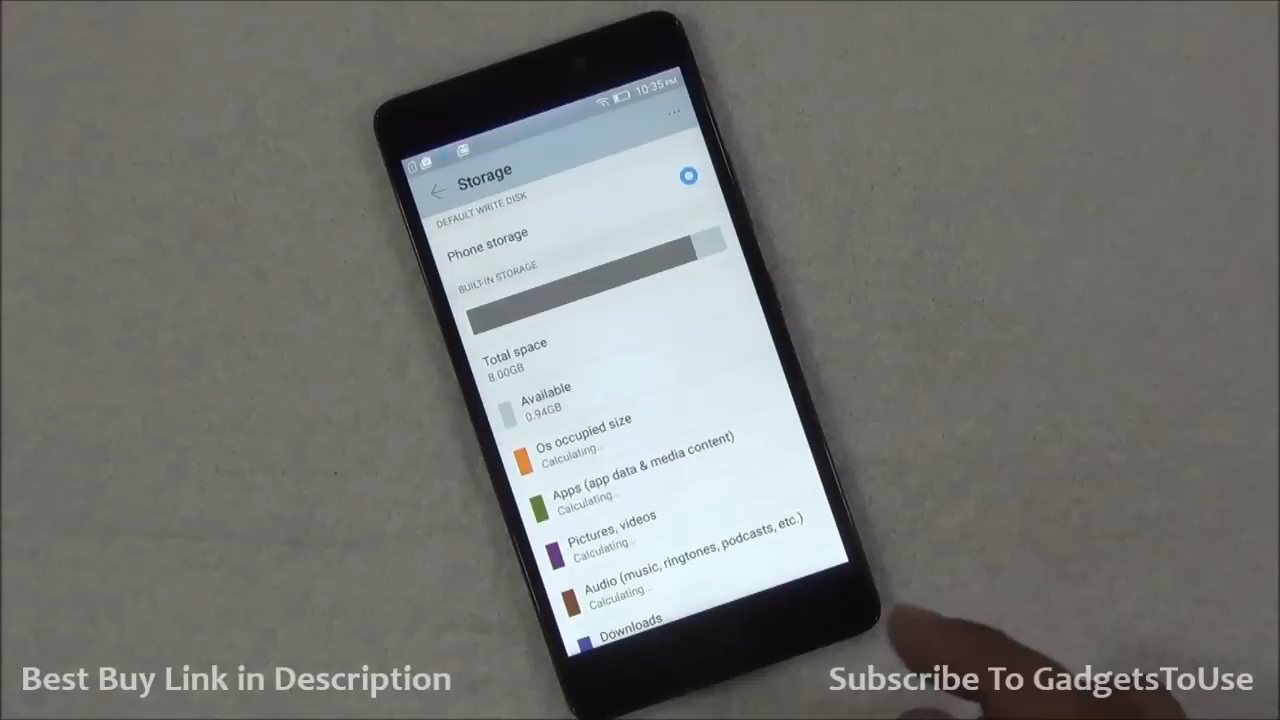 10:35 PM
Storage
DEFAULT WRITE DISK
Phone storage
BUILT-IN STORAGE
Total space
8.00GB
Available
0.94GB
Os occupied size
Calculating...
Apps (app data & media content)
Calculating...
Pictures, videos
Calculating...
Audio (music, ringtones, podcasts, etc.)
Calculating...
Downloads
Best Buy Link in Description
Subscribe To GadgetsToUse